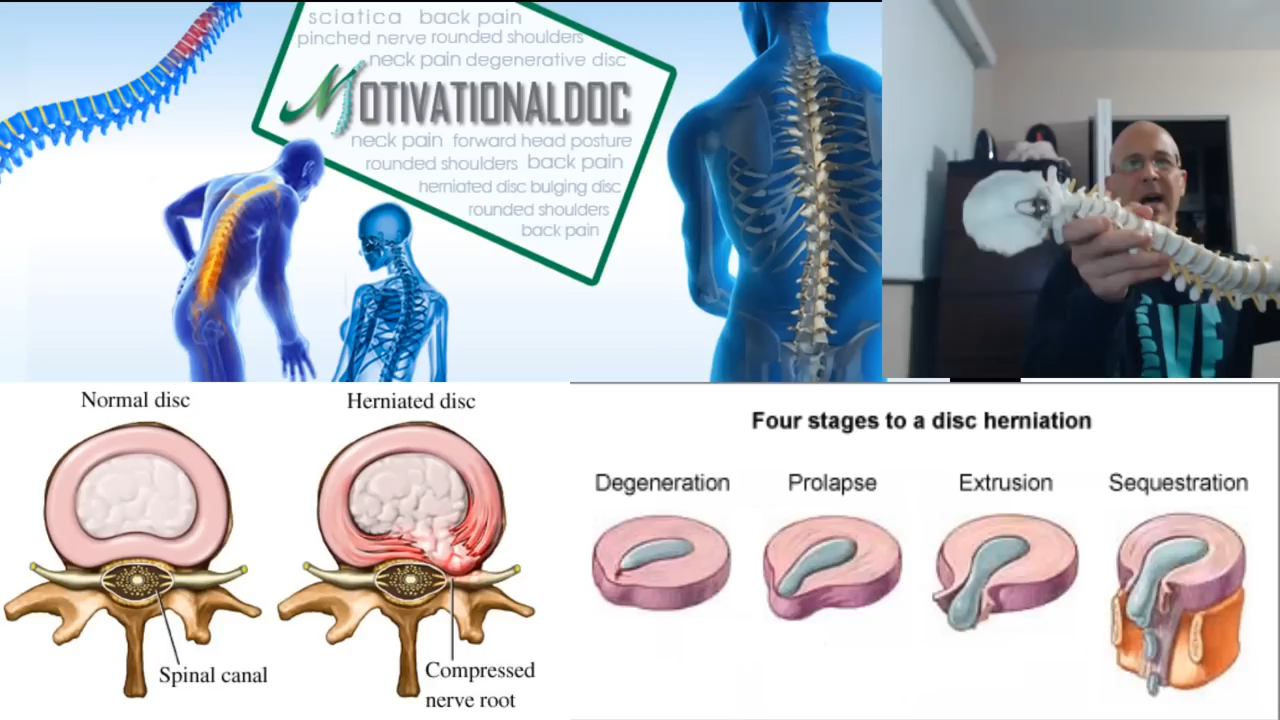 sciatica back pain
pinched nerve rounded shoulders
neck pain degenerative disc
MOTIVATIONALDOC
neck pain forward head posture
rounded shoulders back pain
herniated disc bulging disc
rounded shoulders
back pain
Normal disc
Herniated disc
Spinal canal
Compressed
nerve root
Four stages to a disc herniation
Degeneration
Prolapse
Extrusion
Sequestration